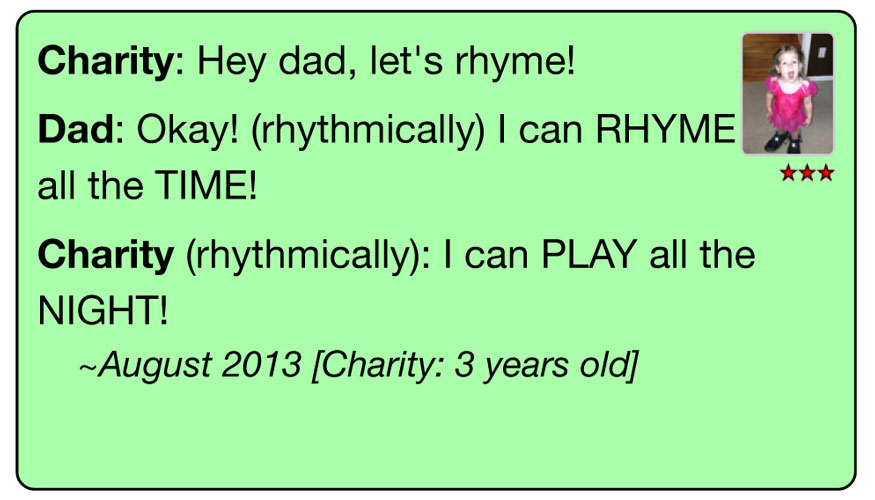 Charity: Hey dad, let's rhyme!
Dad: Okay! (rhythmically) I can RHYME
all the TIME!
Charity (rhythmically): I can PLAY all the
NIGHT!
~August 2013 [Charity: 3 years old]